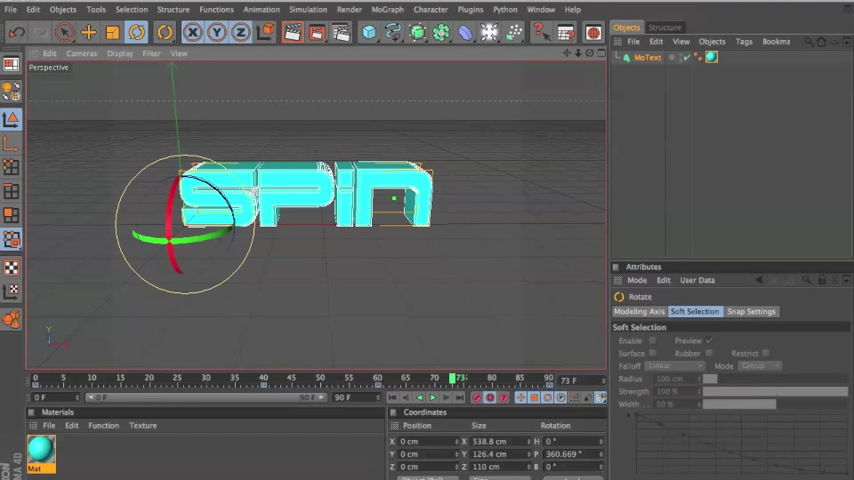 File Edit Objects Tools Selection Structure Functions Animation Simulation Render MoGraph Character Plugins Window Help
Objects Structure
X Y Z
File Edit View Objects Tags Bookma
Edit Cameras Display Filter View
MoText
Perspective
SPin
Attributes
Mode Edit User Data
Rotate
Modeling Axis Soft Selection Snap Settings
Soft Selection
Enable Preview
Surface Rubber Restrict
Falloff Linear Mode Group
Radius 100 cm
Strength 100 %
Width 50 %
Y
0 5 10 15 20 25 30 35 40 45 50 55 60 65 70 73 80 85 90 73 F
0 F 0 F 90 F 90 F
Materials
File Edit Function Texture
Mat
Coordinates
Position Size Rotation
X 0 cm X 538.8 cm H 0 °
Y 0 cm Y 126.4 cm P 360.669 °
Z 0 cm Z 110 cm B 0 °